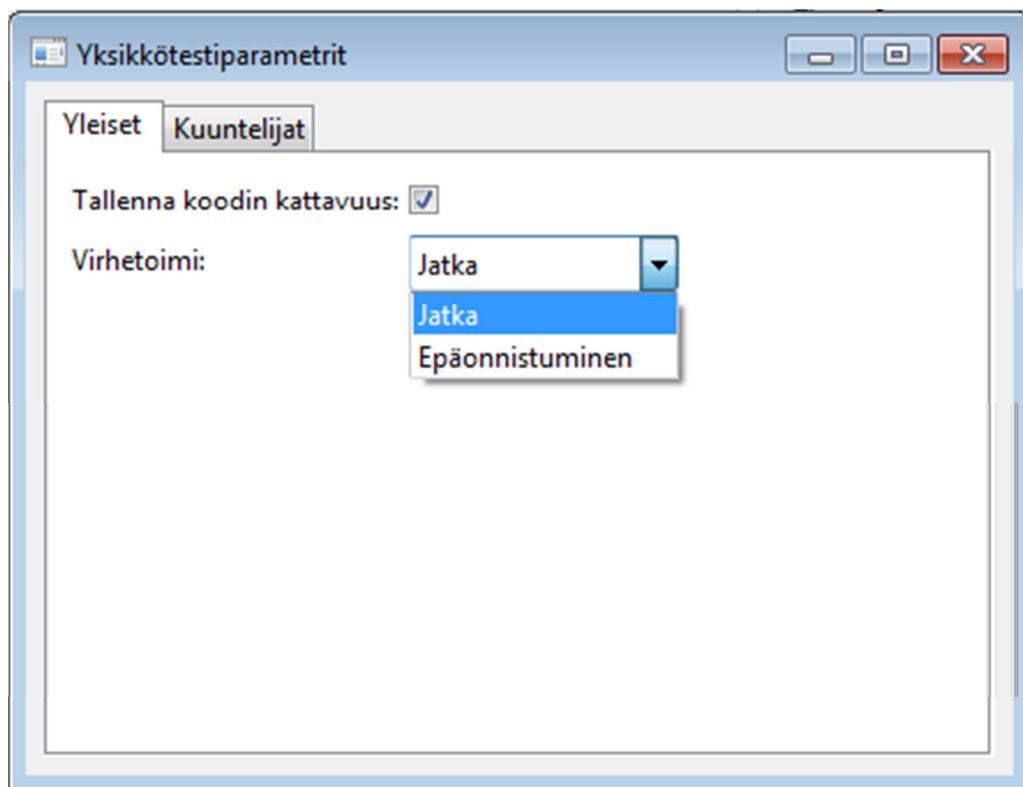 Yksikkötestiparametrit
Yleiset
Kuuntelijat
Tallenna koodin kattavuus:
Virhetoimi:
Jatka
Jatka
Epäonnistuminen